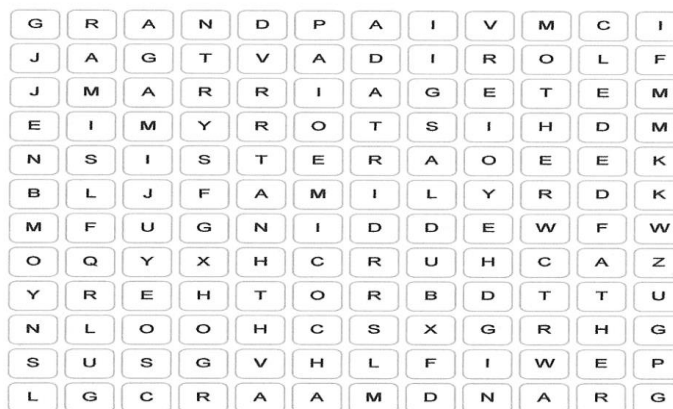 G R A N D P A I V M C I
J A G T V A D I R O L F
J M A R R I A G E T E M
E I M Y R O T S I H D M
N S I S T E R A O E E K
B L J F A M I L Y R D K
M F U G N I D D E W F W
O Q Y X H C R U H C A Z
Y R E H T O R B D T T U
N L O O H C S X G R H G
S U S G V H L F I W E P
L G C R A A M D N A R G